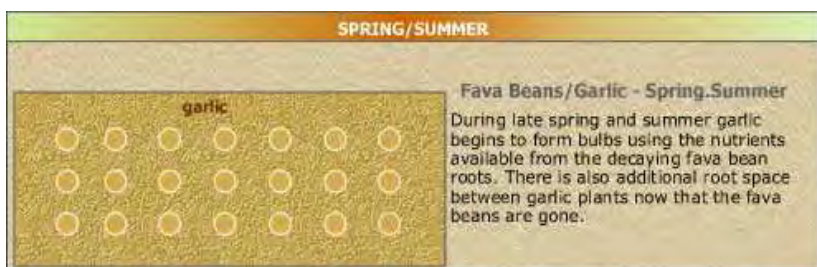 SPRING/SUMMER
garlic
Fava Beans/Garlic - Spring.Summer
During late spring and summer garlic
begins to form bulbs using the nutrients
available from the decaying fava bean
roots. There is also additional root space
between garlic plants now that the fava
beans are gone.